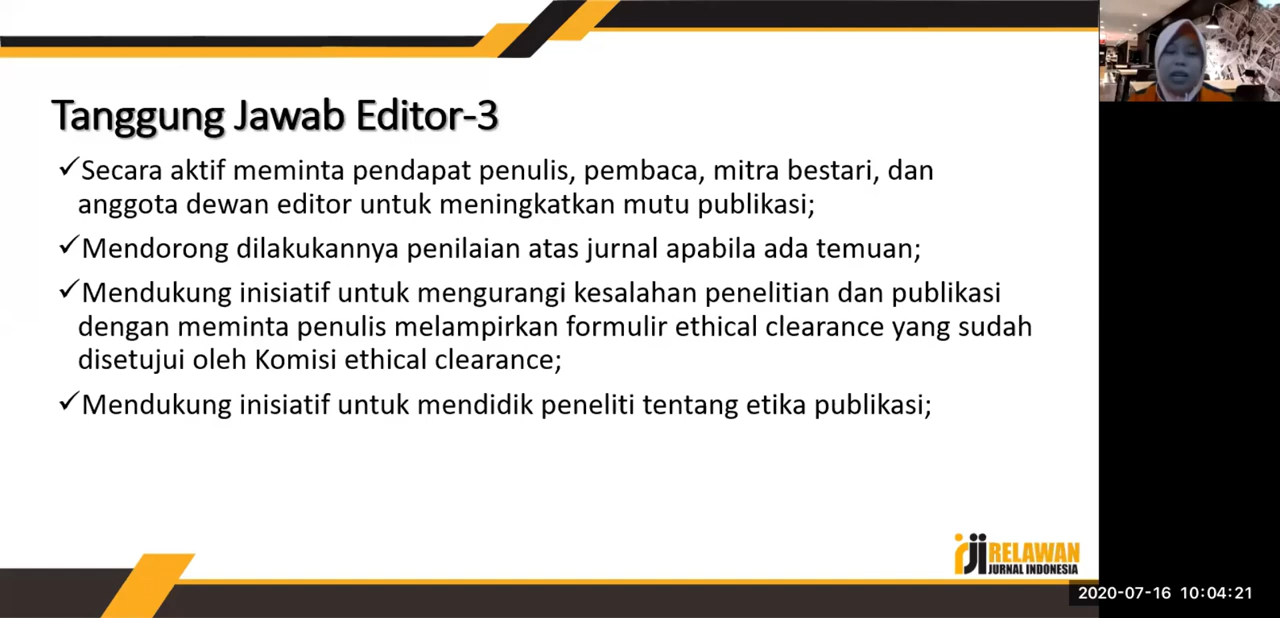 Tanggung Jawab Editor-3
✓Secara aktif meminta pendapat penulis, pembaca, mitra bestari, dan
anggota dewan editor untuk meningkatkan mutu publikasi;
✓Mendorong dilakukannya penilaian atas jurnal apabila ada temuan;
✓Mendukung inisiatif untuk mengurangi kesalahan penelitian dan publikasi
dengan meminta penulis melampirkan formulir ethical clearance yang sudah
disetujui oleh Komisi ethical clearance;
✓Mendukung inisiatif untuk mendidik peneliti tentang etika publikasi;
rji RELAWAN
JURNAL INDONESIA
2020-07-16 10:04:21